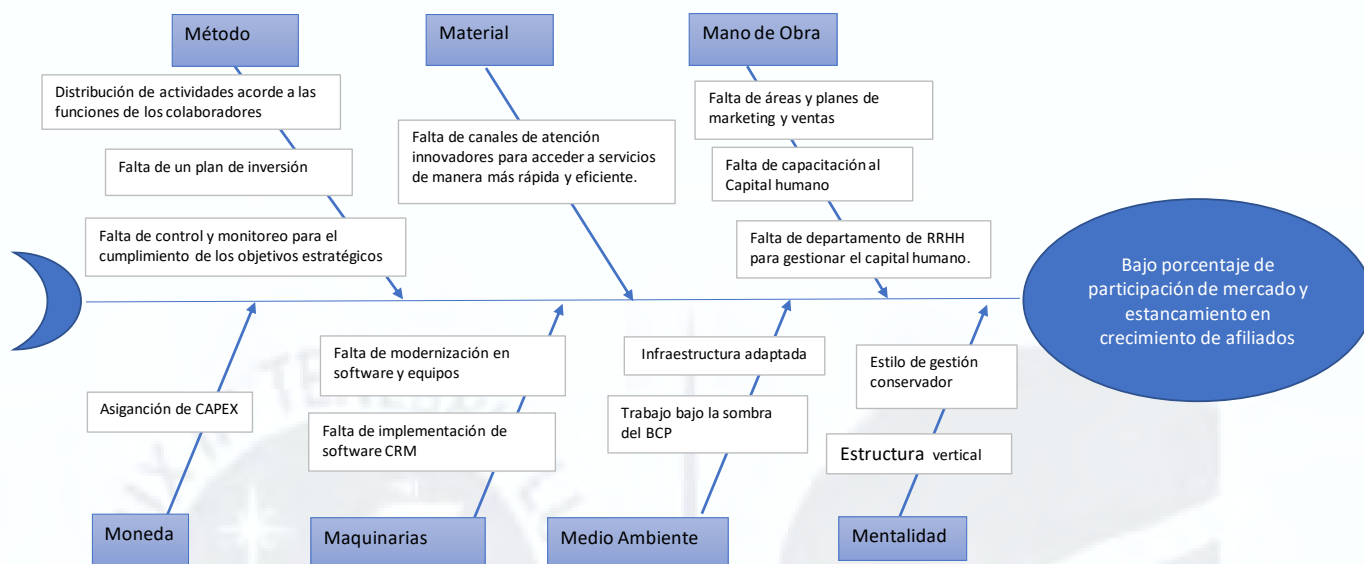 Método
Material
Mano de Obra
Distribución de actividades acorde a las
funciones de los colaboradores
Falta de un plan de inversión
Falta de control y monitoreo para el
cumplimiento de los objetivos estratégicos
Falta de canales de atención
innovadores para acceder a servicios
de manera más rápida y eficiente.
Falta de áreas y planes de
marketing y ventas
Falta de capacitación al
Capital humano
Falta de departamento de RRHH
para gestionar el capital humano.
Bajo porcentaje de
participación de mercado y
estancamiento en
crecimiento de afiliados
Asigançión de CAPEX
Falta de modernización en
software y equipos
Falta de implementación de
software CRM
Infraestructura adaptada
Trabajo bajo la sombra
del BCP
Estilo de gestión
conservador
Estructura vertical
Moneda
Maquinarias
Medio Ambiente
Mentalidad